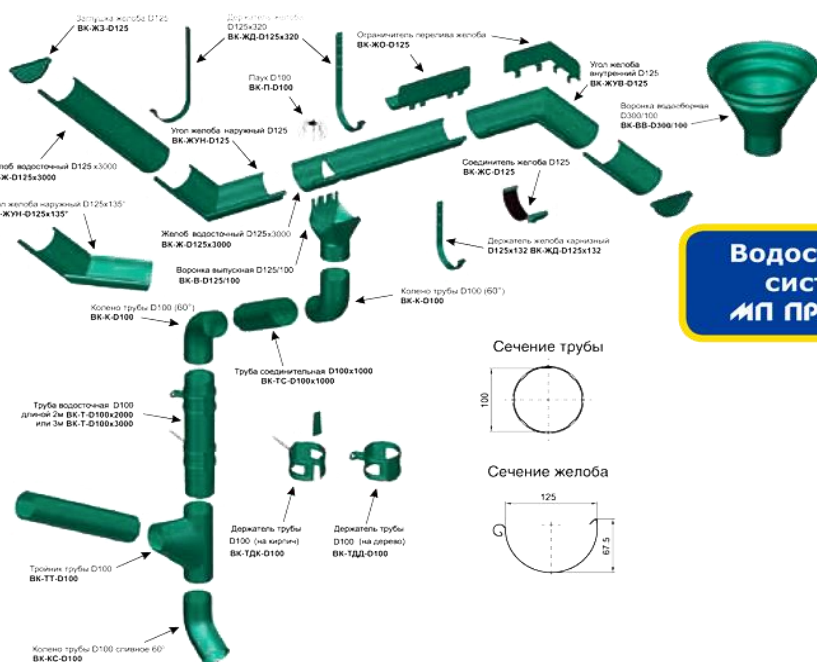 Заглушка желоба D125
ВК-ЖЗ-D125
Держатель желоба
D125x320
ВК-ЖД-D125x320
Ограничитель перелива желоба
ВК-ЖО-D125
Паук D100
ВК-П-D100
Угол желоба
внутренний D125
ВК-ЖУВ-D125
Воронка водосборная
D300/100
ВК-ВВ-D300/100
Угол желоба наружный D125
ВК-ЖУН-D125
водосточный D125x3000
D125x3000
Соединитель желоба D125
ВК-ЖС-D125
желоба наружный D125x135°
ЖУН-D125x135°
Желоб водосточный D125x3000
ВК-Ж-D125x3000
Держатель желоба карнизный
D125x132 ВК-ЖД-D125x132
Воронка выпускная D125/100
ВК-В-D125/100
Колено трубы D100 (60°)
ВК-К-D100
Колено трубы D100 (60°)
ВК-К-D100
МП
Сечение трубы
100
Труба соединительная D100x1000
ВК-ТС-D100x1000
Труба водосточная D100
длиной 2м ВК-Т-D100x2000
или 3м ВК-Т-D100x3000
Сечение желоба
125
67.5
Держатель трубы
D100 (на кирпич)
ВК-ТДК-D100
Держатель трубы
D100 (на дерево)
ВК-ТДД-D100
Тройник трубы D100
ВК-ТТ-D100
Колено трубы D100 сливное 60°
ВК-КС-D100